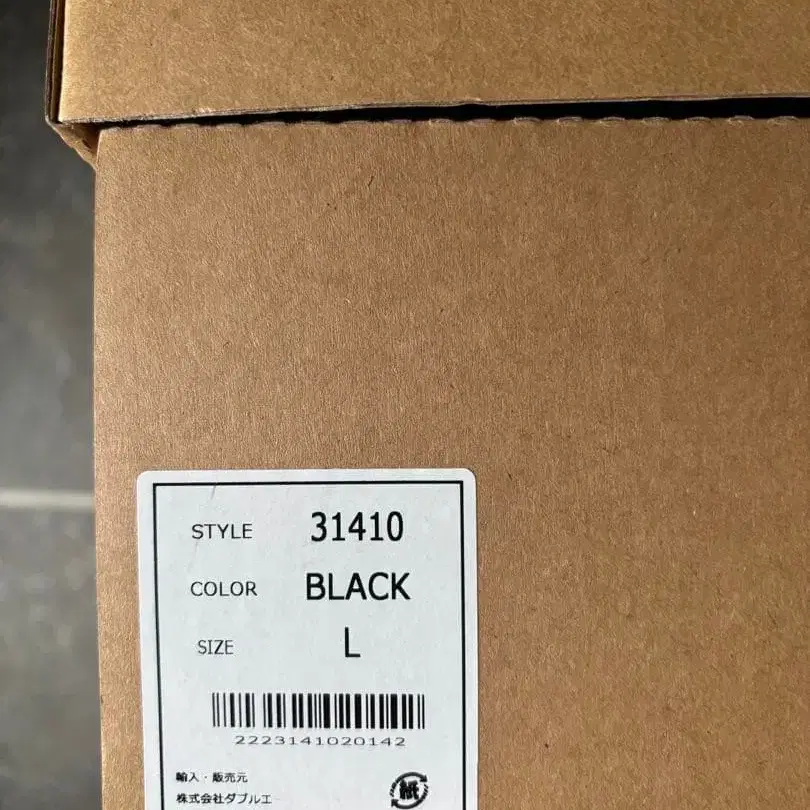 STYLE 31410
COLOR BLACK
SIZE L
2223141020142
輸入・販売元
株式会社ダブルエー
紙